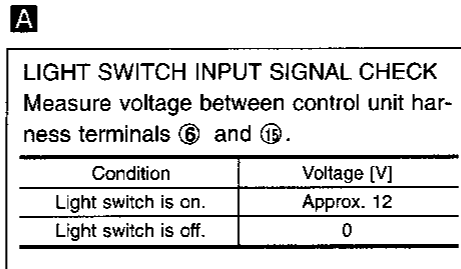 A
LIGHT SWITCH INPUT SIGNAL CHECK
Measure voltage between control unit har-
ness terminals ⑥ and ⑮.
Condition Voltage [V]
Light switch is on. Approx. 12
Light switch is off. 0